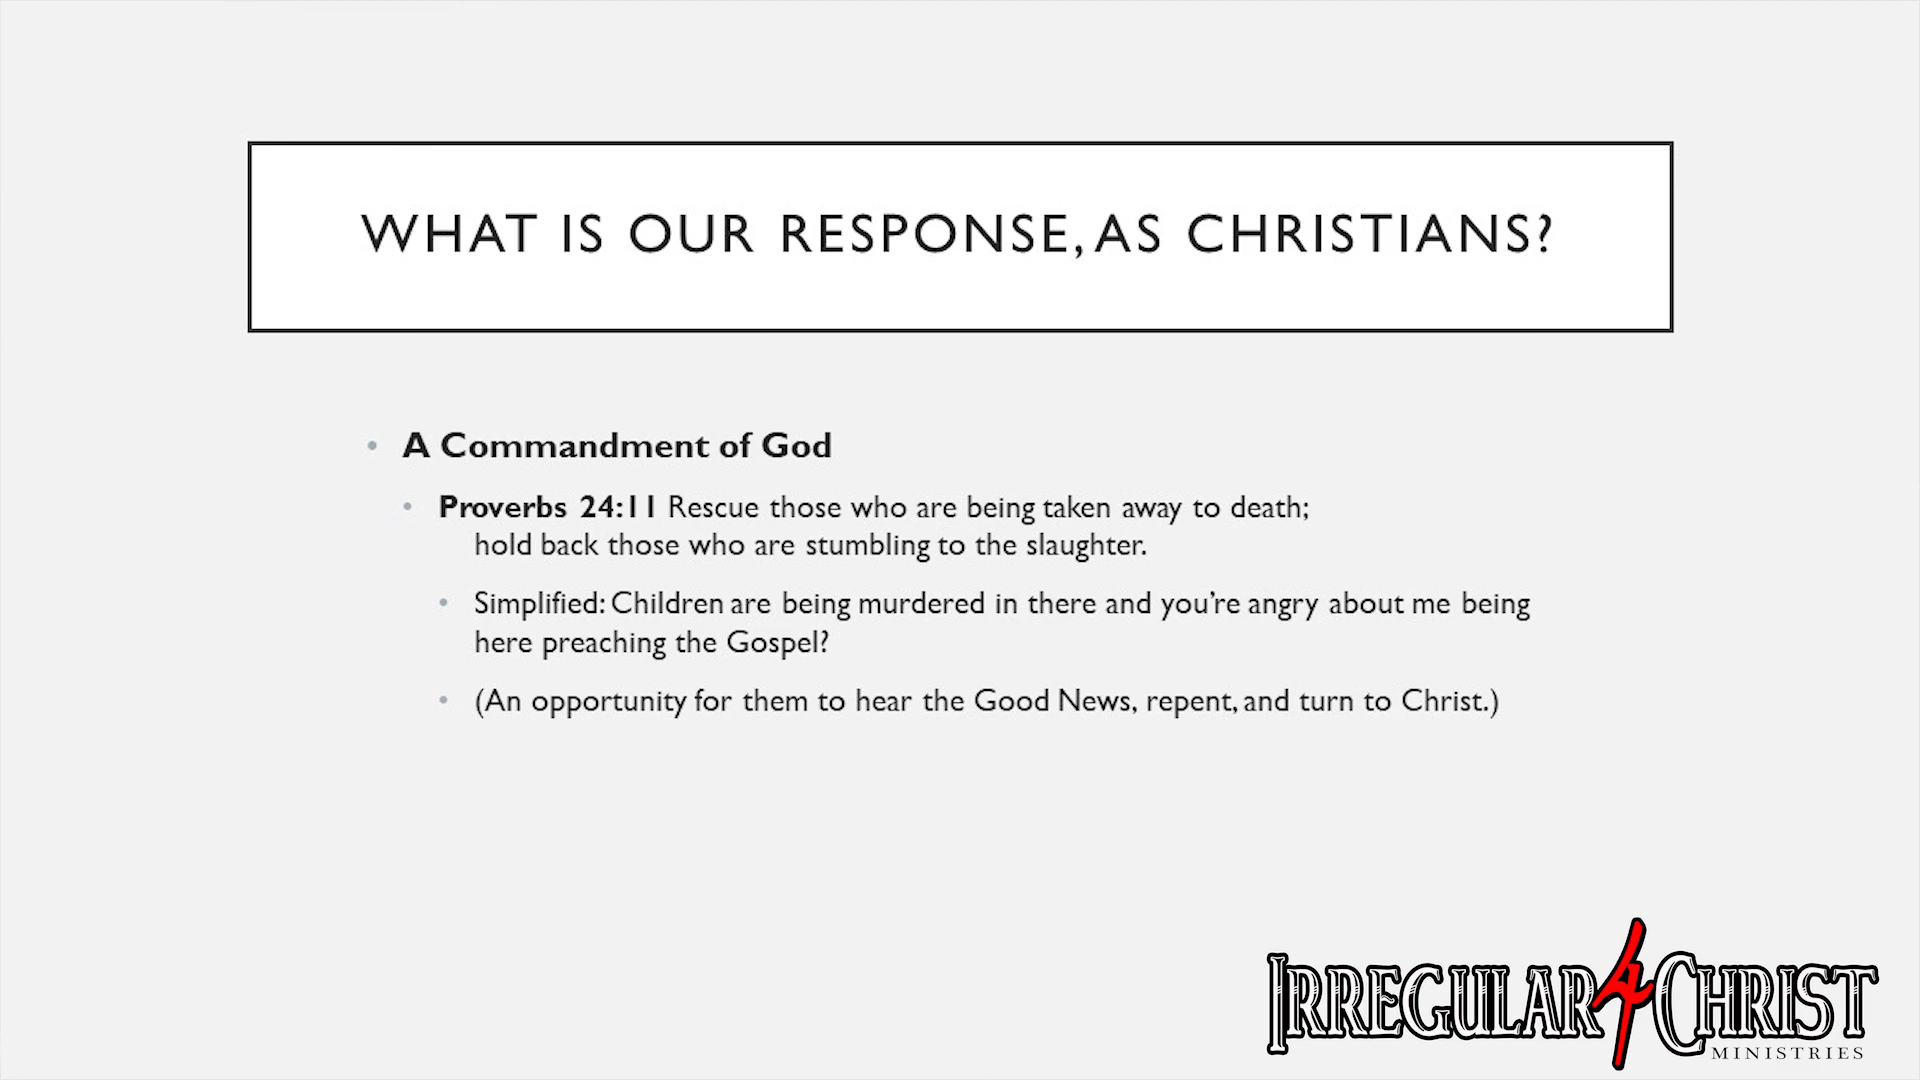 WHAT IS OUR RESPONSE, AS CHRISTIANS?
• A Commandment of God
• Proverbs 24:11 Rescue those who are being taken away to death;
hold back those who are stumbling to the slaughter.
• Simplified: Children are being murdered in there and you're angry about me being
here preaching the Gospel?
• (An opportunity for them to hear the Good News, repent, and turn to Christ.)
IRREGULAR4CHRIST
MINISTRIES